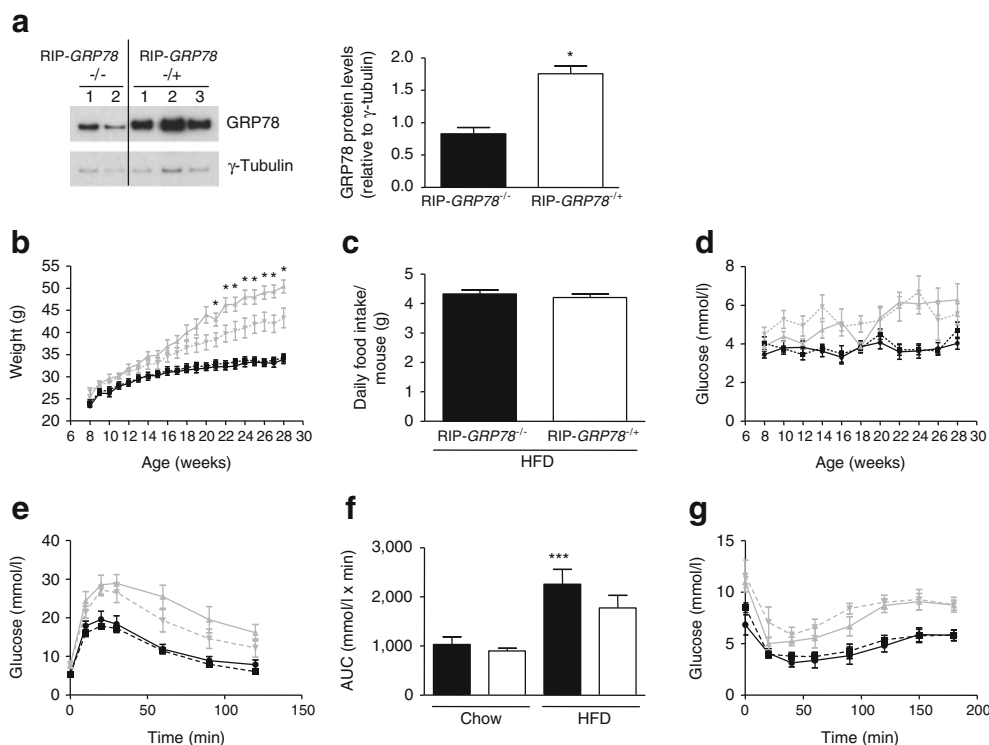 a
RIP-GRP78 RIP-GRP78
-/- -/+
1 2 1 2 3
GRP78
γ-Tubulin
GRP78 protein levels
(relative to γ-tubulin)
2.0
1.5
1.0
0.5
0.0
*
RIP-GRP78-/- RIP-GRP78-/+
b
Weight (g)
55
50
45
40
35
30
25
20
* * * * * * * *
6 8 10 12 14 16 18 20 22 24 26 28 30
Age (weeks)
c
Daily food intake/
mouse (g)
5
4
3
2
1
0
RIP-GRP78-/- RIP-GRP78-/+
HFD
d
Glucose (mmol/l)
8
6
4
2
0
6 8 10 12 14 16 18 20 22 24 26 28 30
Age (weeks)
e
Glucose (mmol/l)
40
30
20
10
0
0 50 100 150
Time (min)
f
AUC (mmol/l x min)
3,000
2,000
1,000
0
***
Chow HFD
g
Glucose (mmol/l)
15
10
5
0
0 50 100 150 200
Time (min)